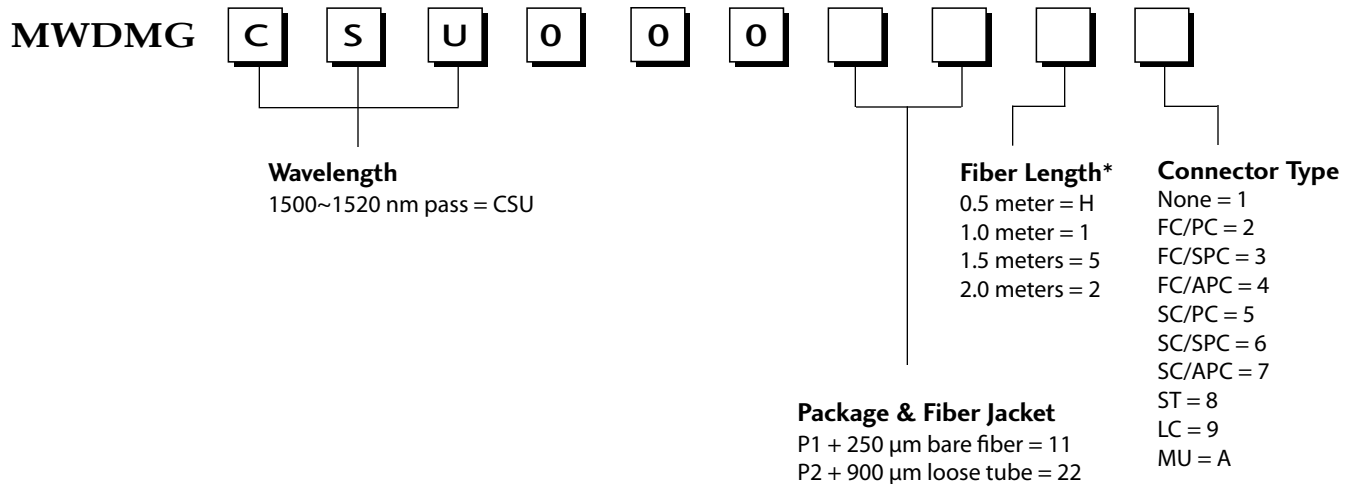 MWDMG C S U 0 0 0
Wavelength
1500~1520 nm pass = CSU
Package & Fiber Jacket
P1 + 250 µm bare fiber = 11
P2 + 900 µm loose tube = 22
Fiber Length*
0.5 meter = H
1.0 meter = 1
1.5 meters = 5
2.0 meters = 2
Connector Type
None = 1
FC/PC = 2
FC/SPC = 3
FC/APC = 4
SC/PC = 5
SC/SPC = 6
SC/APC = 7
ST = 8
LC = 9
MU = A